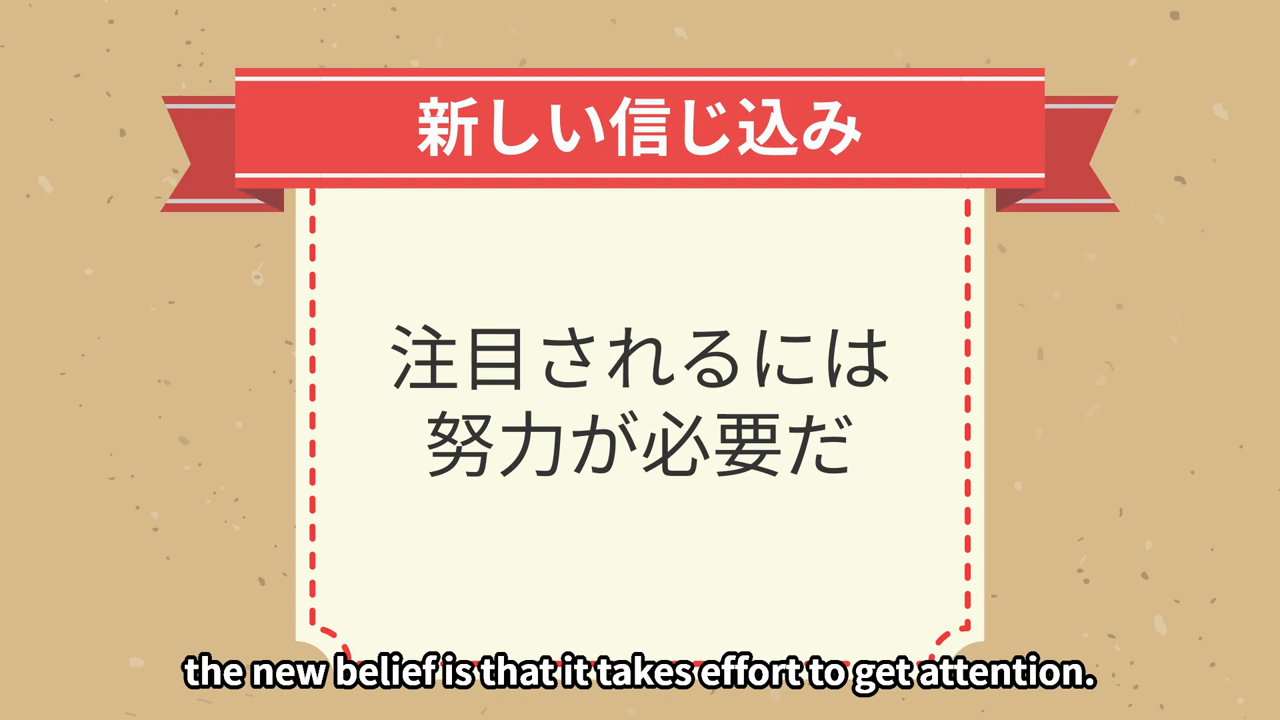 新しい信じ込み
注目されるには
努力が必要だ
the new belief is that it takes effort to get attention.